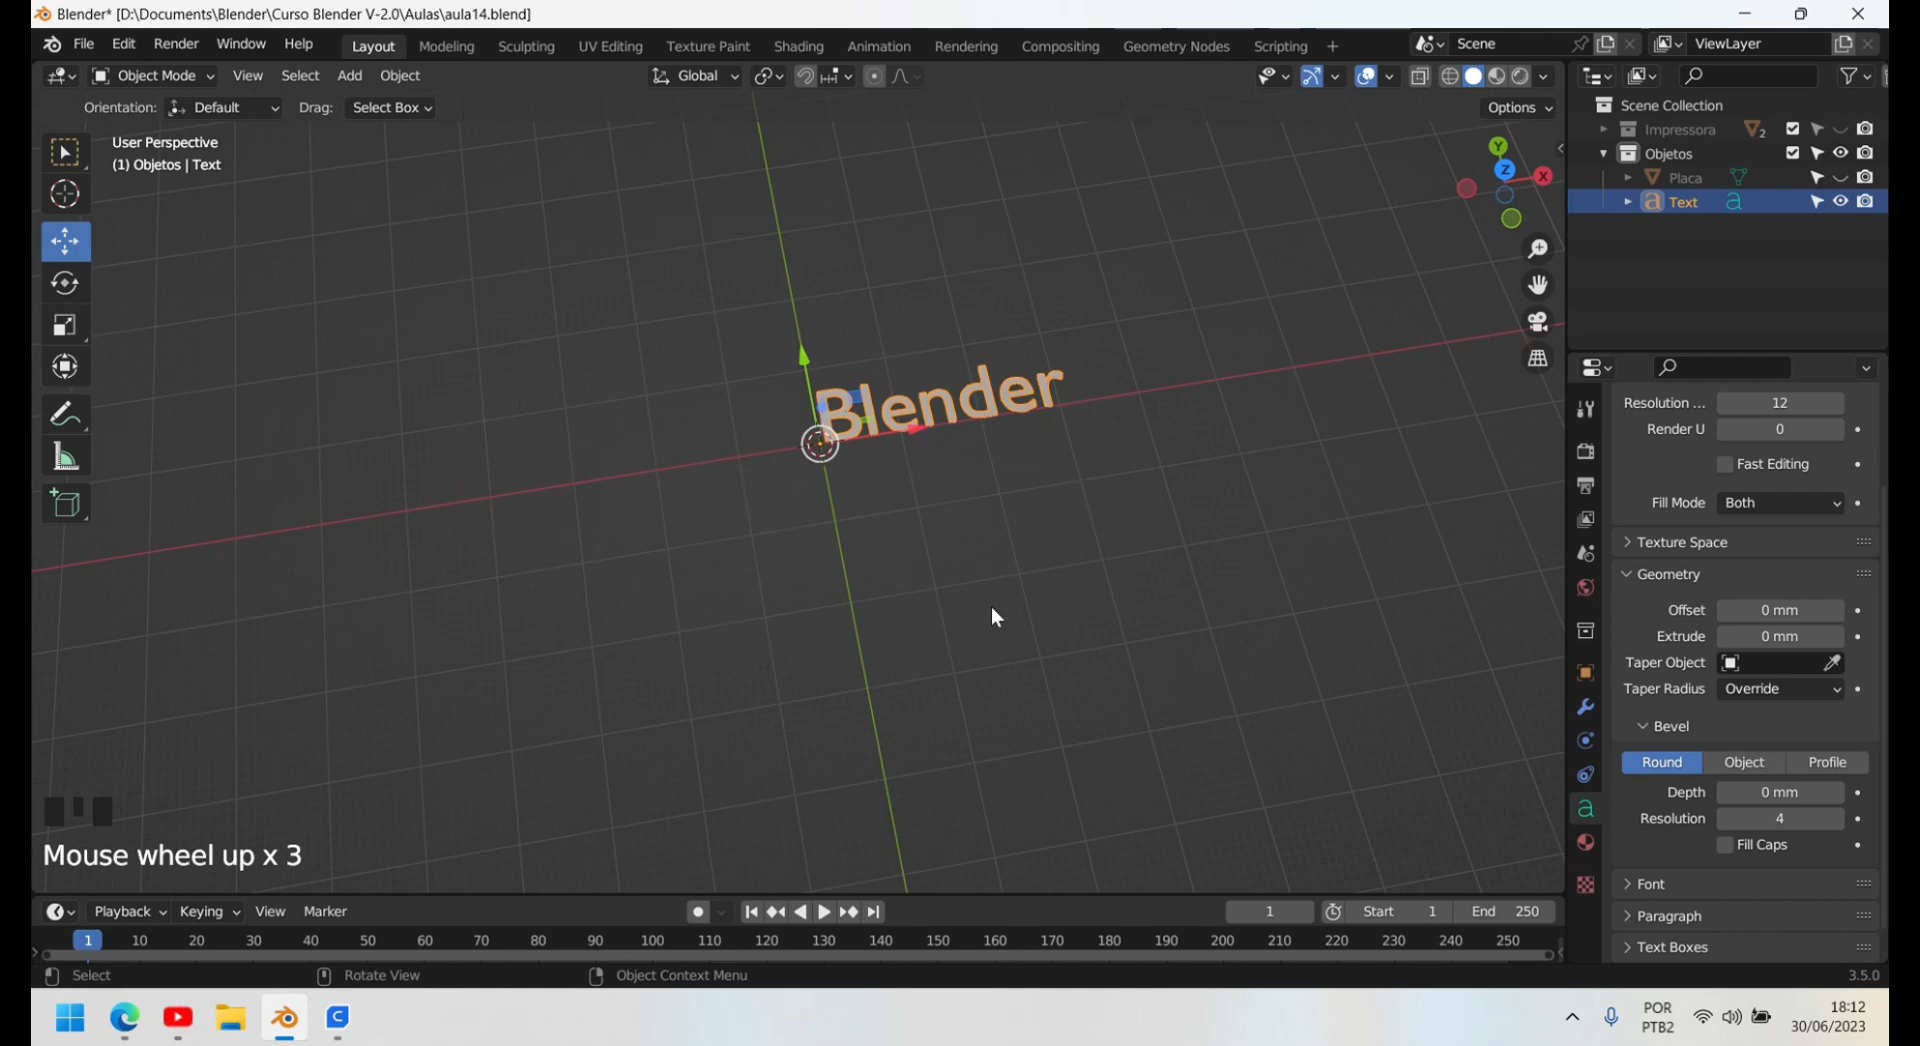 Blender* [D:\Documents\Blender\Curso Blender V-2.0\Aulas\aula14.blend]
File Edit Render Window Help Layout Modeling Sculpting UV Editing Texture Paint Shading Animation Rendering Compositing Geometry Nodes Scripting + Scene ViewLayer
Object Mode View Select Add Object Global
Orientation: Default Drag: Select Box Options
User Perspective
(1) Objetos | Text
Scene Collection
Impressora 2
Objetos
Placa
Text
Y
Z
X
Blender
Resolution ... 12
Render U 0
Fast Editing
Fill Mode Both
Texture Space
Geometry
Offset 0 mm
Extrude 0 mm
Taper Object
Taper Radius Override
Bevel
Round Object Profile
Depth 0 mm
Resolution 4
Fill Caps
Font
Paragraph
Text Boxes
Mouse wheel up x 3
Playback Keying View Marker 1 Start 1 End 250
1 10 20 30 40 50 60 70 80 90 100 110 120 130 140 150 160 170 180 190 200 210 220 230 240 250
Select Rotate View Object Context Menu 3.5.0
POR
PTB2
18:12
30/06/2023